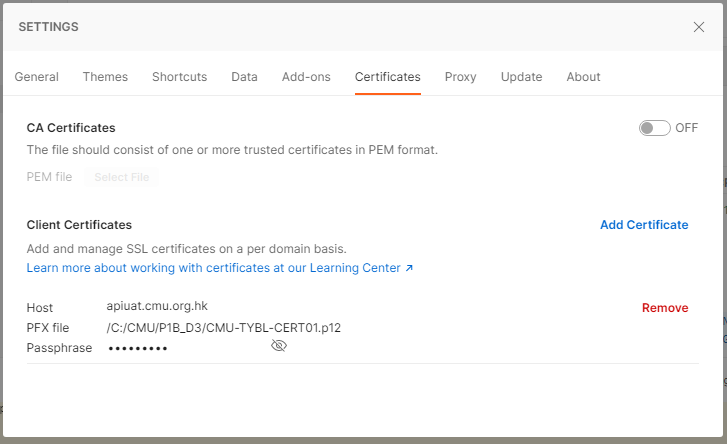 SETTINGS
General Themes Shortcuts Data Add-ons Certificates Proxy Update About
CA Certificates OFF
The file should consist of one or more trusted certificates in PEM format.
PEM file Select File
Client Certificates Add Certificate
Add and manage SSL certificates on a per domain basis.
Learn more about working with certificates at our Learning Center ↗
Host apiuat.cmu.org.hk Remove
PFX file /C:/CMU/P1B_D3/CMU-TYBL-CERT01.p12
Passphrase •••••••••